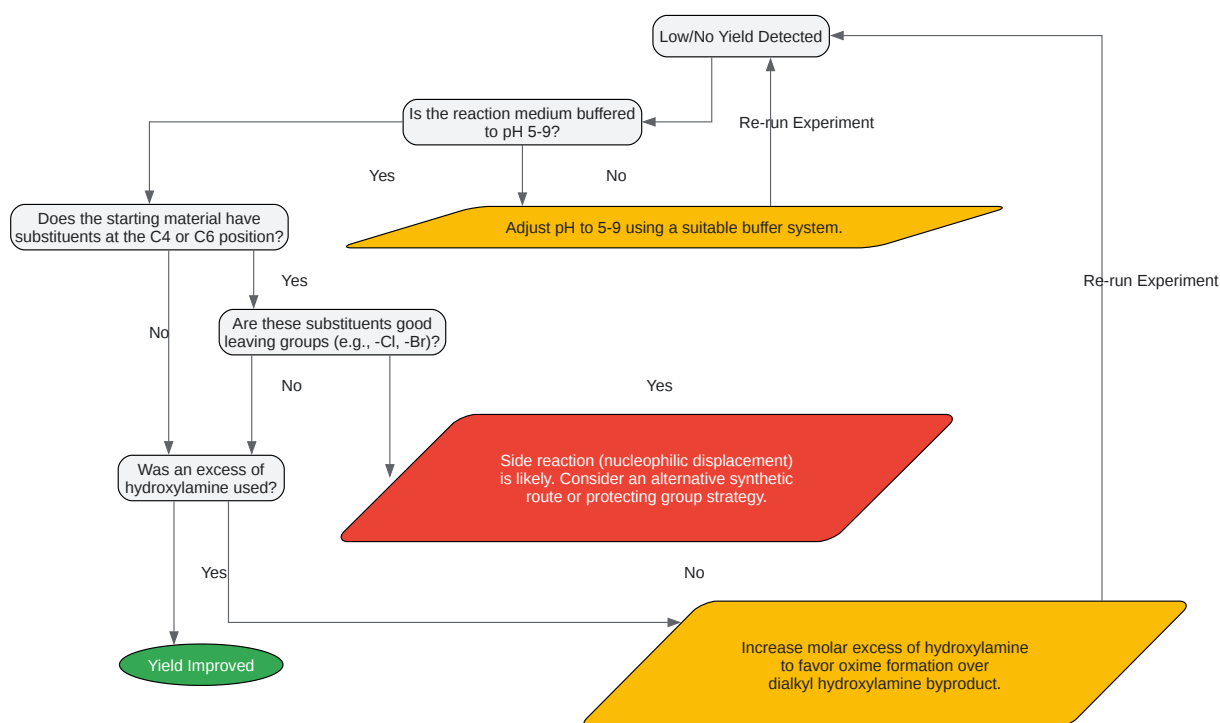 Low/No Yield Detected
Is the reaction medium buffered
to pH 5-9?
Re-run Experiment
Yes
No
Does the starting material have
substituents at the C4 or C6 position?
Adjust pH to 5-9 using a suitable buffer system.
Yes
Re-run Experiment
No
Are these substituents good
leaving groups (e.g., -Cl, -Br)?
No
Yes
Was an excess of
hydroxylamine used?
Side reaction (nucleophilic displacement)
is likely. Consider an alternative synthetic
route or protecting group strategy.
Yes
No
Yield Improved
Increase molar excess of hydroxylamine
to favor oxime formation over
dialkyl hydroxylamine byproduct.